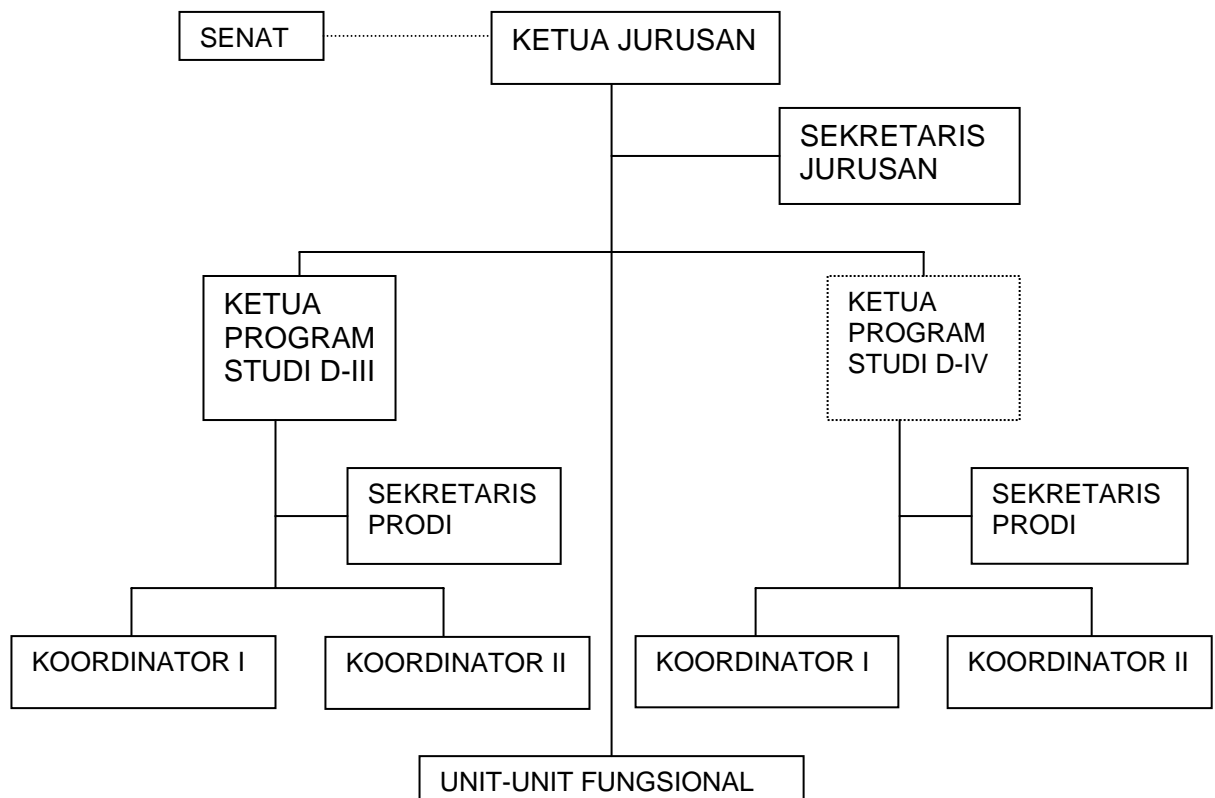 SENAT
KETUA JURUSAN
SEKRETARIS
JURUSAN
KETUA
PROGRAM
STUDI D-III
KETUA
PROGRAM
STUDI D-IV
SEKRETARIS
PRODI
SEKRETARIS
PRODI
KOORDINATOR I
KOORDINATOR II
KOORDINATOR I
KOORDINATOR II
UNIT-UNIT FUNGSIONAL